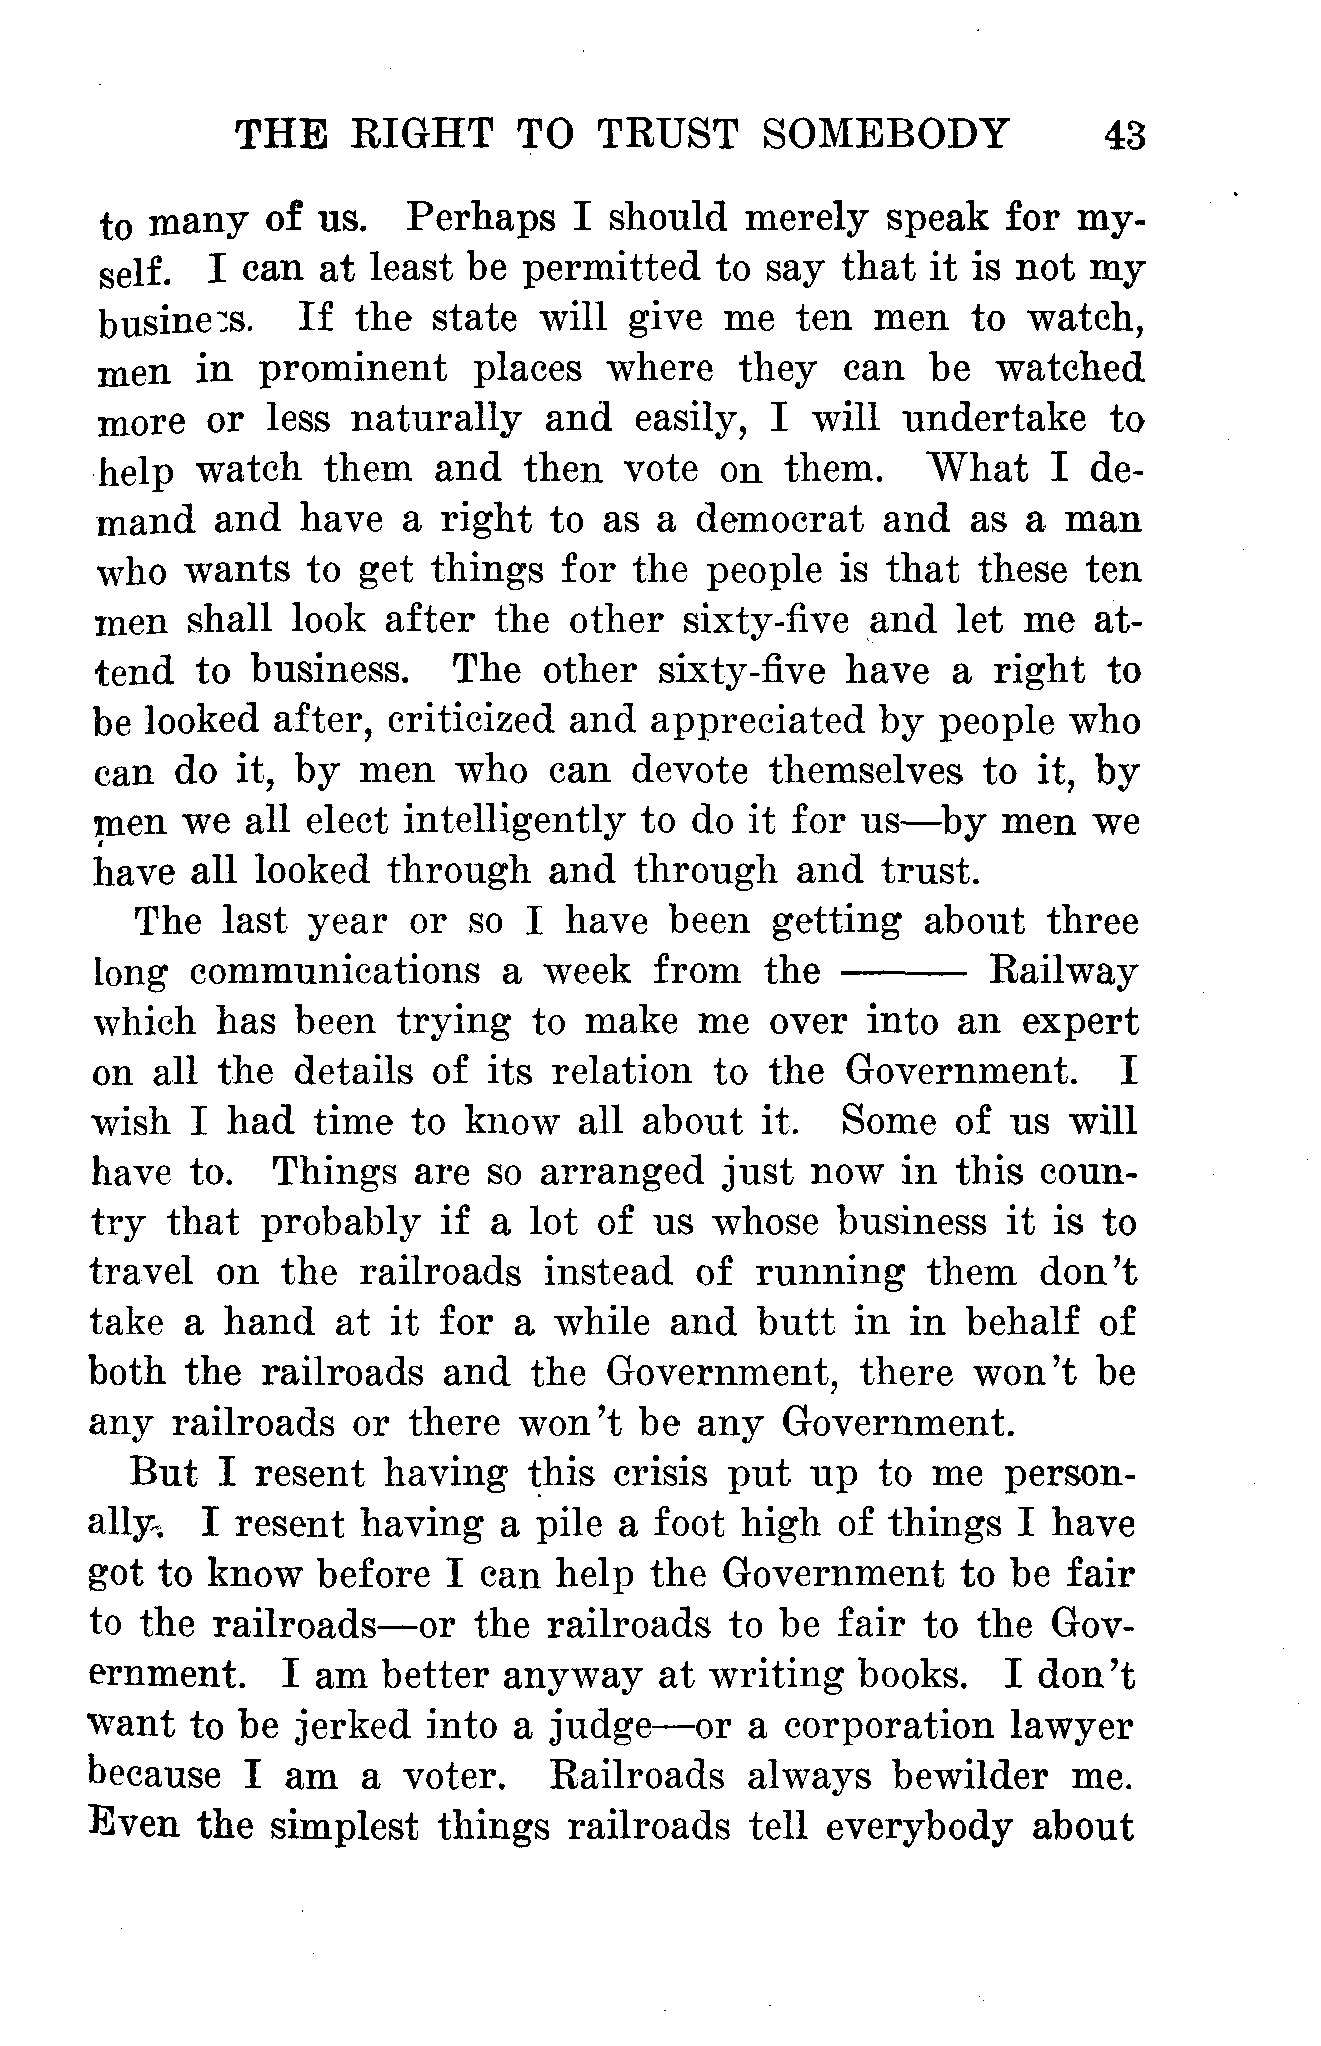 THE RIGHT TO TRUST SOMEBODY 43
to many of us. Perhaps I should merely speak for my-
self. I can at least be permitted to say that it is not my
business. If the state will give me ten men to watch,
men in prominent places where they can be watched
more or less naturally and easily, I will undertake to
help watch them and then vote on them. What I de-
mand and have a right to as a democrat and as a man
who wants to get things for the people is that these ten
men shall look after the other sixty-five and let me at-
tend to business. The other sixty-five have a right to
be looked after, criticized and appreciated by people who
can do it, by men who can devote themselves to it, by
men we all elect intelligently to do it for us—by men we
have all looked through and through and trust.
The last year or so I have been getting about three
long communications a week from the ——— Railway
which has been trying to make me over into an expert
on all the details of its relation to the Government. I
wish I had time to know all about it. Some of us will
have to. Things are so arranged just now in this coun-
try that probably if a lot of us whose business it is to
travel on the railroads instead of running them don't
take a hand at it for a while and butt in in behalf of
both the railroads and the Government, there won't be
any railroads or there won't be any Government.
But I resent having this crisis put up to me person-
ally. I resent having a pile a foot high of things I have
got to know before I can help the Government to be fair
to the railroads—or the railroads to be fair to the Gov-
ernment. I am better anyway at writing books. I don't
want to be jerked into a judge—or a corporation lawyer
because I am a voter. Railroads always bewilder me.
Even the simplest things railroads tell everybody about